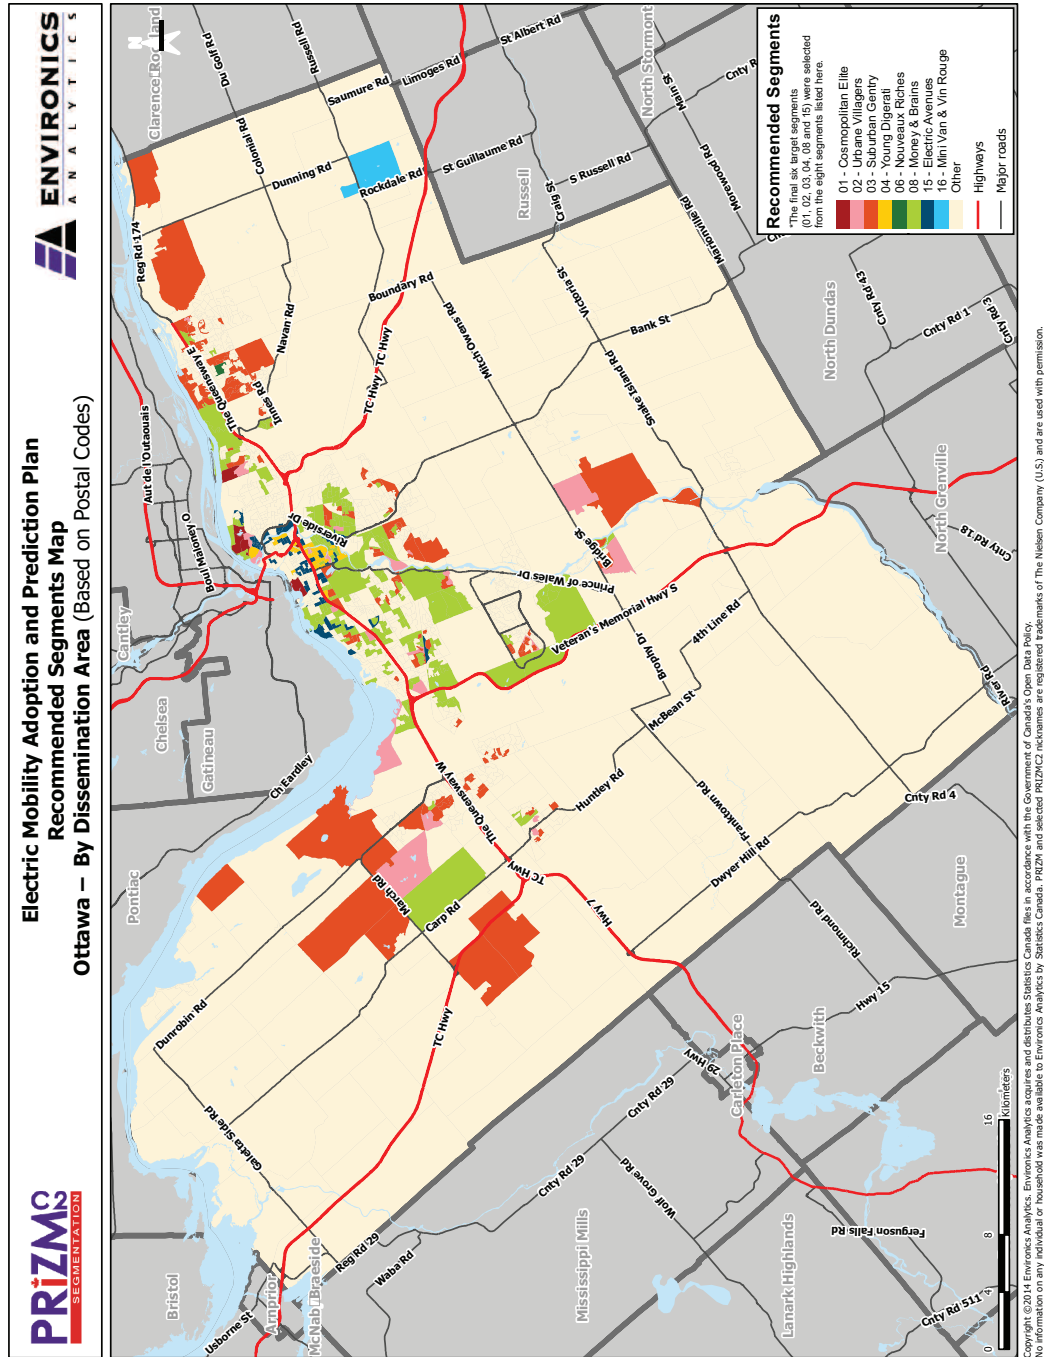 PRIZMC2
SEGMENTATION
Electric Mobility Adoption and Prediction Plan
Recommended Segments Map
Ottawa – By Dissemination Area (Based on Postal Codes)
ENVIRONICS
ANALYTICS
Bristol
Pontiac
Chelsea
Gatineau
Cantley
Clarence-Rockland
Usborne St
Arnprior
McNab/Braeside
Reg Rd 29
Waba Rd
Galetta Side Rd
Dunrobin Rd
Ch Eardley
Boul Maloney O
Aut de l'Outaouais
Reg Rd 174
The Queensway E
Innes Rd
Navan Rd
Dunning Rd
Colonial Rd
Du Golf Rd
Russell Rd
Saumure Rd
Limoges Rd
St Albert Rd
Rockdale Rd
St Guillaume Rd
Russell
Craig St
S Russell Rd
North Stormont
Main St
Cnty R
Morewood Rd
Marionville Rd
Boundary Rd
TC Hwy
TC Hwy
Mitch Owens Rd
Victoria St
Bank St
Snake Island Rd
Riverside Dr
Prince of Wales Dr
Bridge St
Veteran's Memorial Hwy S
Brophy Dr
4th Line Rd
McBean St
March Rd
Carp Rd
The Queensway W
TC Hwy
TC Hwy
Hwy 7
Huntley Rd
Franktown Rd
Dwyer Hill Rd
Richmond Rd
Hwy 15
River Rd
Cnty Rd 4
North Dundas
Cnty Rd 43
Cnty Rd 1
Cnty Rd 3
North Grenville
Cnty Rd 18
Montague
Beckwith
Carleton Place
29 Hwy
Cnty Rd 29
Cnty Rd 29
Wolf Grove Rd
Mississippi Mills
Lanark Highlands
Ferguson Falls Rd
Cnty Rd 511
Recommended Segments
*The final six target segments
(01, 02, 03, 04, 08 and 15) were selected
from the eight segments listed here.
01 - Cosmopolitan Elite
02 - Urbane Villagers
03 - Suburban Gentry
04 - Young Digerati
06 - Nouveaux Riches
08 - Money & Brains
15 - Electric Avenues
16 - Mini Van & Vin Rouge
Other
Highways
Major roads
0 4 8 16
Kilometers
Copyright ©2014 Environics Analytics. Environics Analytics acquires and distributes Statistics Canada files in accordance with the Government of Canada's Open Data Policy.
No information on any individual or household was made available to Environics Analytics by Statistics Canada. PRIZM and selected PRIZMC2 nicknames are registered trademarks of The Nielsen Company (U.S.) and are used with permission.